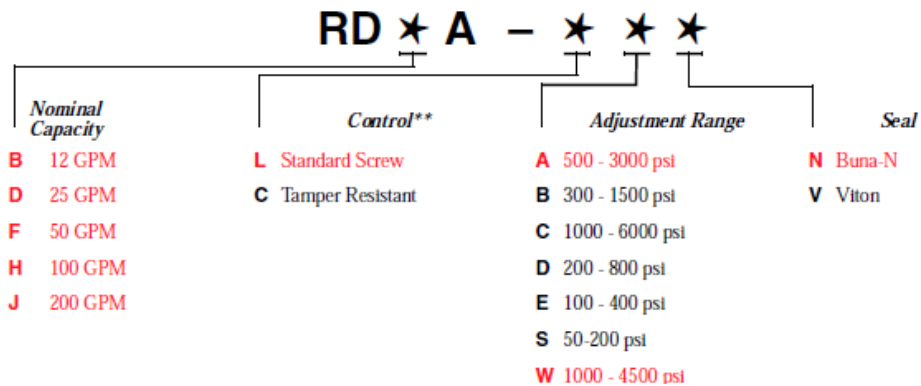 RD ✶ A – ✶ ✶ ✶
Nominal
Capacity
B 12 GPM
D 25 GPM
F 50 GPM
H 100 GPM
J 200 GPM
Control**
L Standard Screw
C Tamper Resistant
Adjustment Range
A 500 - 3000 psi
B 300 - 1500 psi
C 1000 - 6000 psi
D 200 - 800 psi
E 100 - 400 psi
S 50-200 psi
W 1000 - 4500 psi
Seal
N Buna-N
V Viton